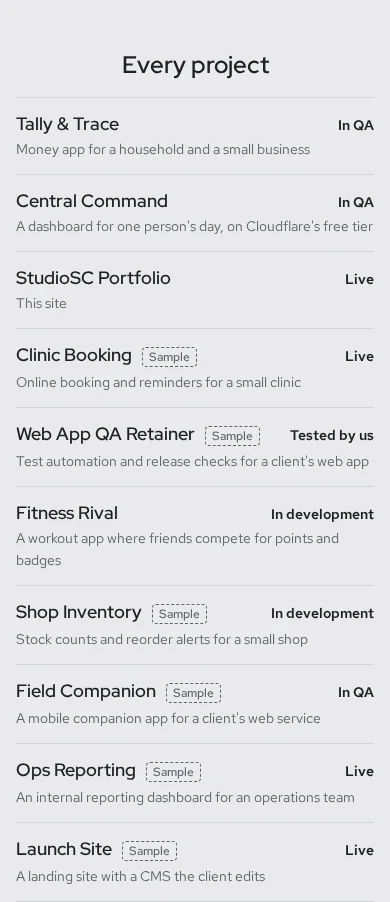 Every project
Tally & Trace In QA
Money app for a household and a small business
Central Command In QA
A dashboard for one person's day, on Cloudflare's free tier
StudioSC Portfolio Live
This site
Clinic Booking Sample Live
Online booking and reminders for a small clinic
Web App QA Retainer Sample Tested by us
Test automation and release checks for a client's web app
Fitness Rival In development
A workout app where friends compete for points and
badges
Shop Inventory Sample In development
Stock counts and reorder alerts for a small shop
Field Companion Sample In QA
A mobile companion app for a client's web service
Ops Reporting Sample Live
An internal reporting dashboard for an operations team
Launch Site Sample Live
A landing site with a CMS the client edits